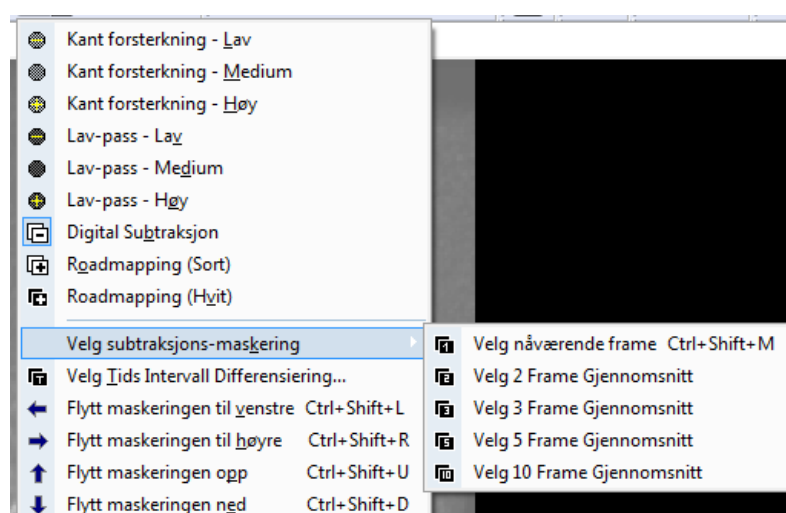 Kant forsterkning - Lav
Kant forsterkning - Medium
Kant forsterkning - Høy
Lav-pass - Lav
Lav-pass - Medium
Lav-pass - Høy
Digital Subtraksjon
Roadmapping (Sort)
Roadmapping (Hvit)
Velg subtraksjons-maskering
Velg Tids Intervall Differensiering...
Flytt maskeringen til venstre Ctrl+Shift+L
Flytt maskeringen til høyre Ctrl+Shift+R
Flytt maskeringen opp Ctrl+Shift+U
Flytt maskeringen ned Ctrl+Shift+D
Velg nåværende frame Ctrl+Shift+M
Velg 2 Frame Gjennomsnitt
Velg 3 Frame Gjennomsnitt
Velg 5 Frame Gjennomsnitt
Velg 10 Frame Gjennomsnitt